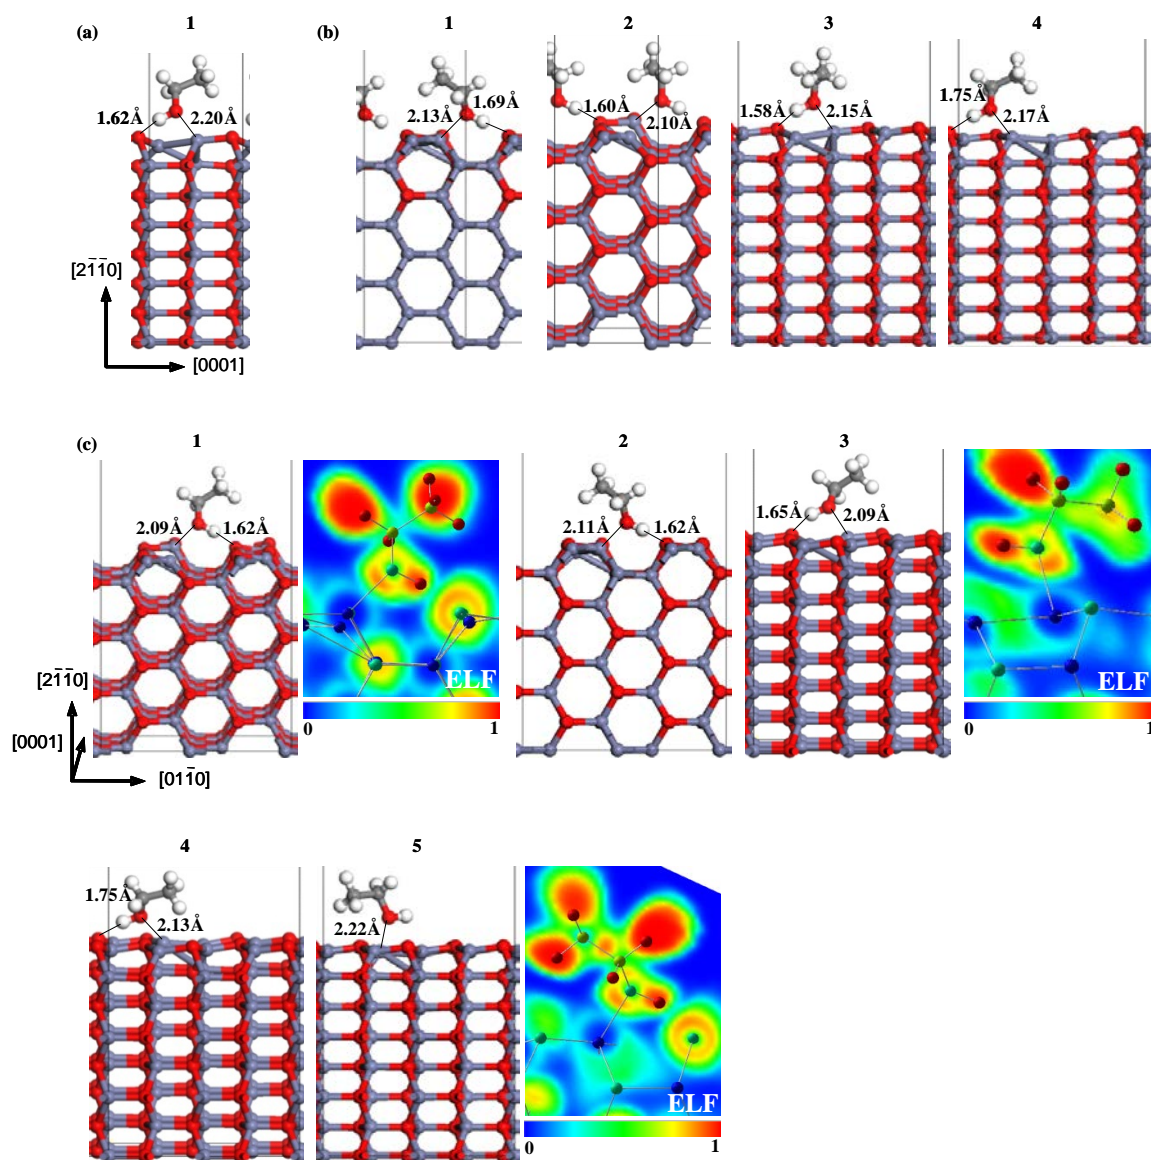 (a)
1
1.62Å
2.20Å
[21̄1̄0]
[0001]
(b)
1
2.13Å
1.69Å
2
1.60Å
2.10Å
3
1.58Å
2.15Å
4
1.75Å
2.17Å
(c)
1
2.09Å
1.62Å
[21̄1̄0]
[0001]
[011̄0]
ELF
0
1
2
2.11Å
1.62Å
3
1.65Å
2.09Å
ELF
0
1
4
1.75Å
2.13Å
5
2.22Å
ELF
0
1